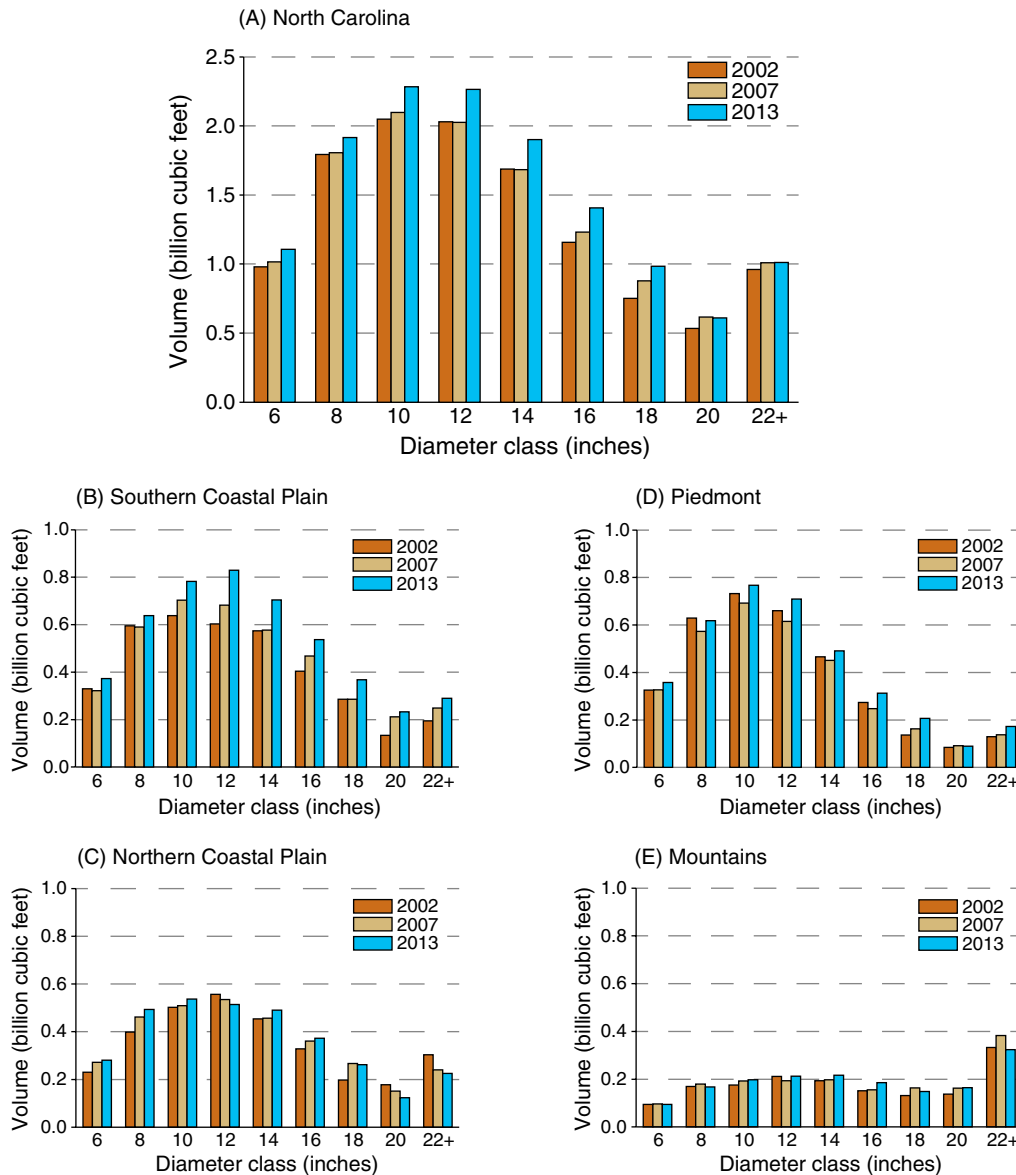 (A) North Carolina
Volume (billion cubic feet)
2.5
2.0
1.5
1.0
0.5
0.0
2002
2007
2013
6 8 10 12 14 16 18 20 22+
Diameter class (inches)
(B) Southern Coastal Plain
Volume (billion cubic feet)
1.0
0.8
0.6
0.4
0.2
0.0
2002
2007
2013
6 8 10 12 14 16 18 20 22+
Diameter class (inches)
(D) Piedmont
Volume (billion cubic feet)
1.0
0.8
0.6
0.4
0.2
0.0
2002
2007
2013
6 8 10 12 14 16 18 20 22+
Diameter class (inches)
(C) Northern Coastal Plain
Volume (billion cubic feet)
1.0
0.8
0.6
0.4
0.2
0.0
2002
2007
2013
6 8 10 12 14 16 18 20 22+
Diameter class (inches)
(E) Mountains
Volume (billion cubic feet)
1.0
0.8
0.6
0.4
0.2
0.0
2002
2007
2013
6 8 10 12 14 16 18 20 22+
Diameter class (inches)